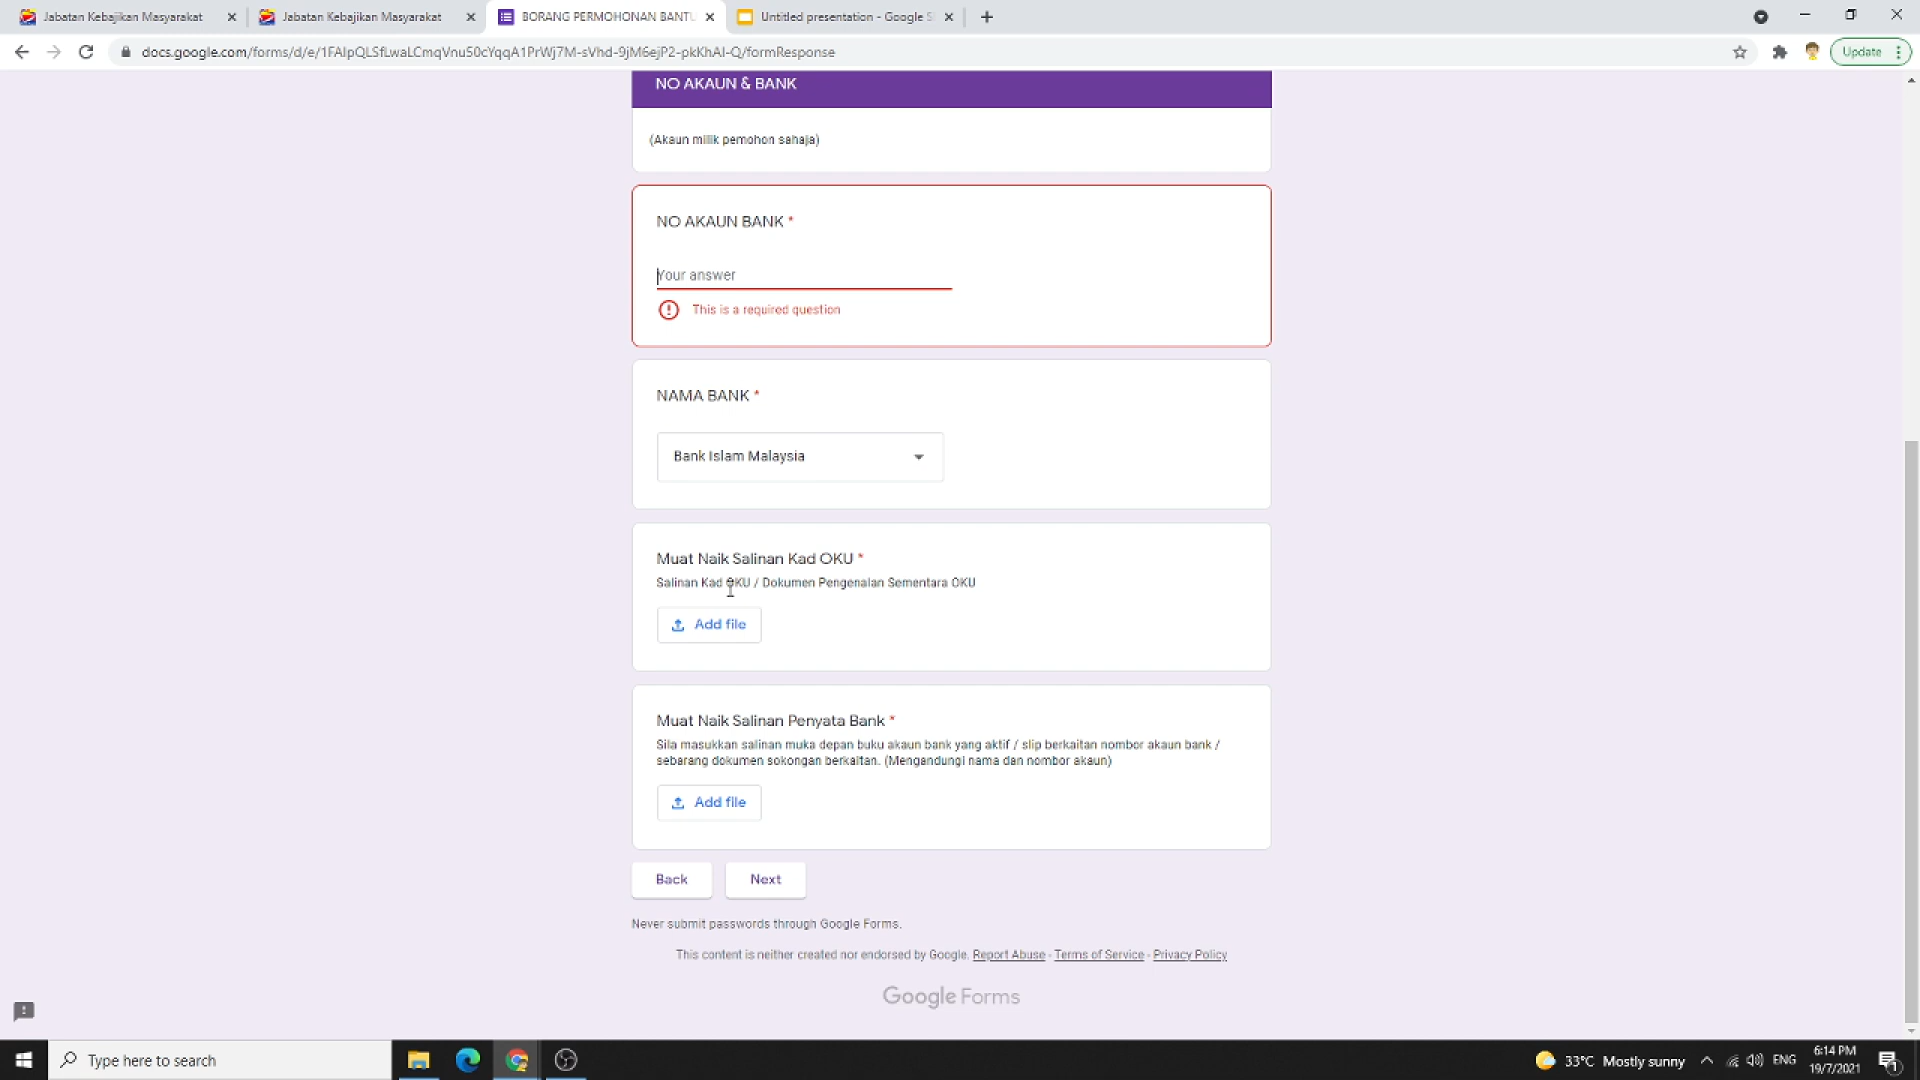 Jabatan Kebajikan Masyarakat
Jabatan Kebajikan Masyarakat
BORANG PERMOHONAN BANTU
Untitled presentation - Google S
docs.google.com/forms/d/e/1FAIpQLSfLwaLCmqVnu50cYqqA1PrWj7M-sVhd-9jM6ejP2-pkKhAI-Q/formResponse
Update
NO AKAUN & BANK
(Akaun milik pemohon sahaja)
NO AKAUN BANK *
Your answer
This is a required question
NAMA BANK *
Bank Islam Malaysia
Muat Naik Salinan Kad OKU *
Salinan Kad OKU / Dokumen Pengenalan Sementara OKU
Add file
Muat Naik Salinan Penyata Bank *
Sila masukkan salinan muka depan buku akaun bank yang aktif / slip berkaitan nombor akaun bank /
sebarang dokumen sokongan berkaitan. (Mengandungi nama dan nombor akaun)
Add file
Back
Next
Never submit passwords through Google Forms.
This content is neither created nor endorsed by Google. Report Abuse - Terms of Service - Privacy Policy
Google Forms
Type here to search
33°C Mostly sunny
ENG
6:14 PM
19/7/2021
1